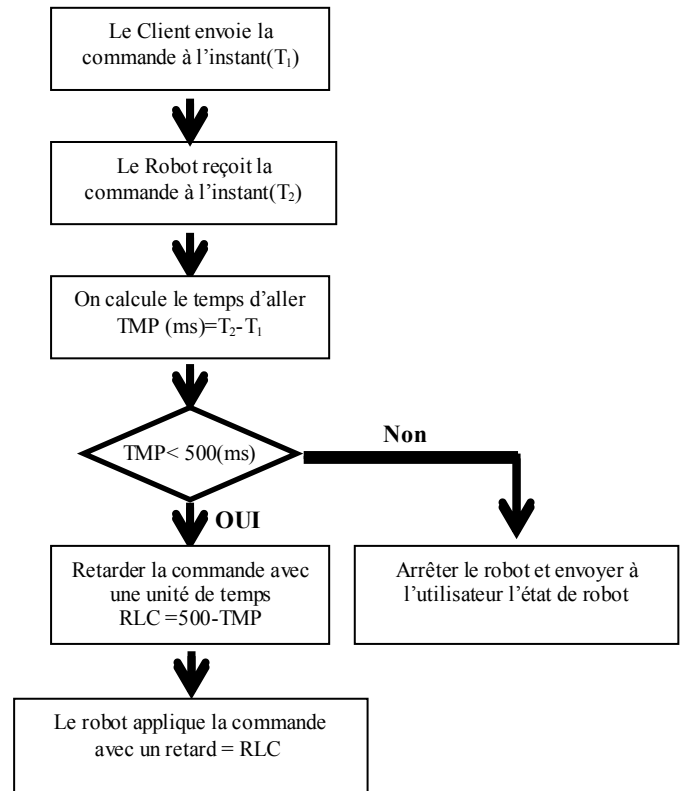 Le Client envoie la
commande à l'instant(T₁)
Le Robot reçoit la
commande à l'instant(T₂)
On calcule le temps d'aller
TMP (ms)=T₂-T₁
TMP< 500(ms)
Non
OUI
Retarder la commande avec
une unité de temps
RLC =500-TMP
Arrêter le robot et envoyer à
l'utilisateur l'état de robot
Le robot applique la commande
avec un retard = RLC